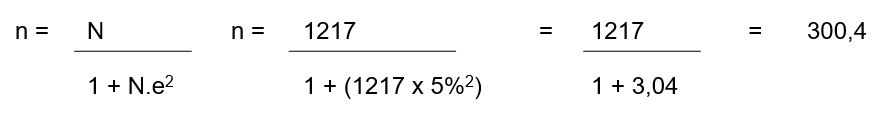 n = N n = 1217 = 1217 = 300,4
1 + N.e² 1 + (1217 x 5%²) 1 + 3,04